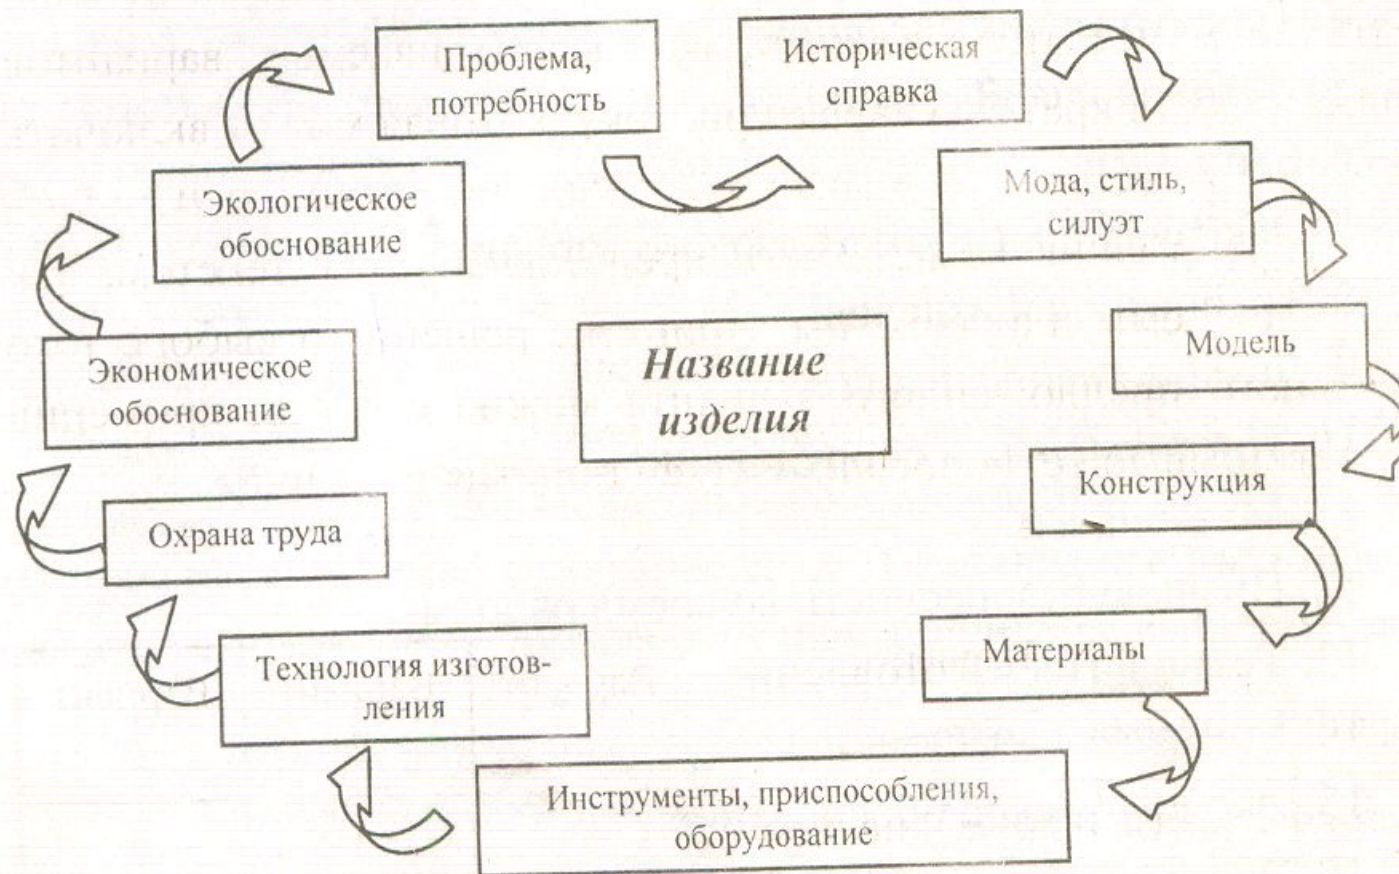 Проблема,
потребность
Историческая
справка
Мода, стиль,
силуэт
Модель
Конструкция
Материалы
Инструменты, приспособления,
оборудование
Технология изготов-
ления
Охрана труда
Экономическое
обоснование
Экологическое
обоснование
Название
изделия